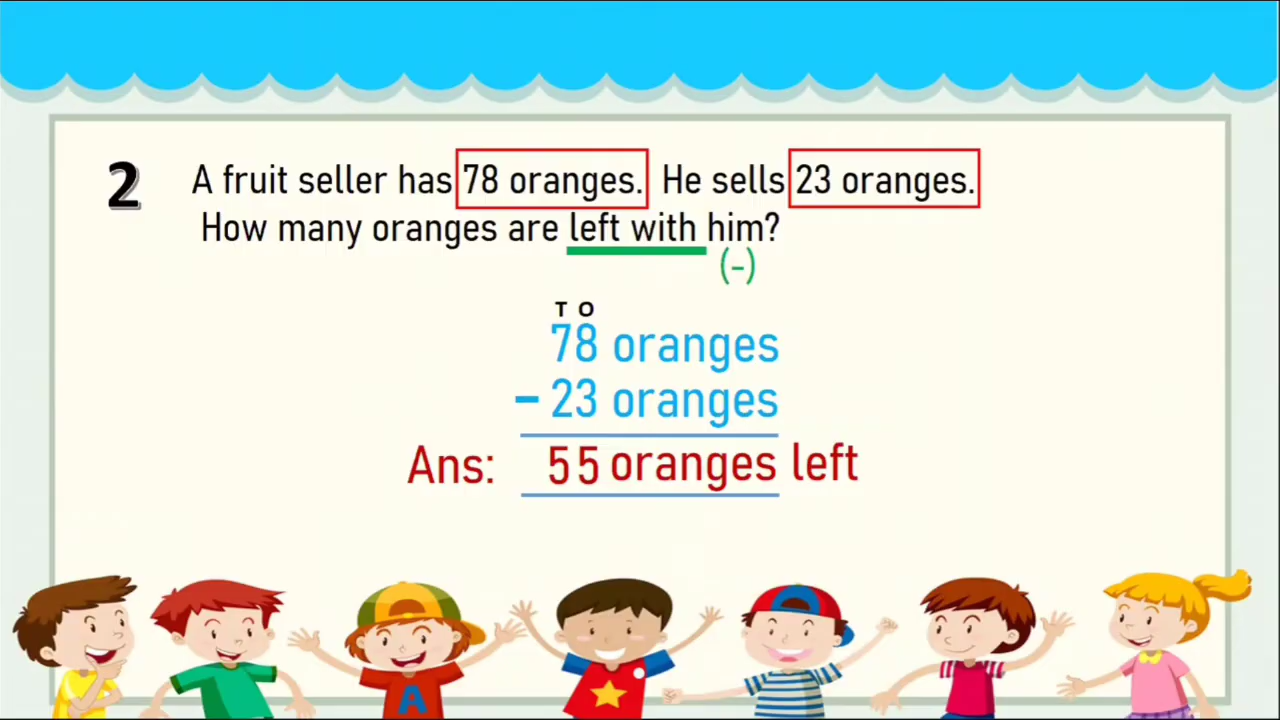 2 A fruit seller has 78 oranges. He sells 23 oranges.
How many oranges are left with him?
(-)
T O
78 oranges
- 23 oranges
Ans: 55 oranges left
A